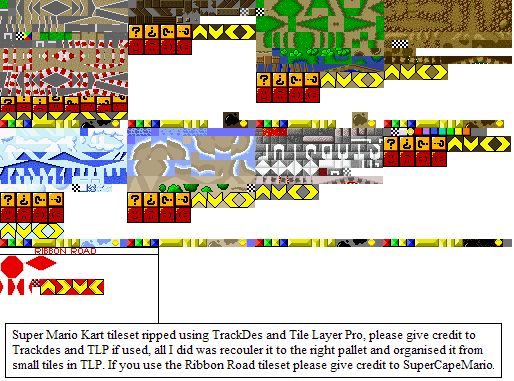 RIBBON ROAD
Super Mario Kart tileset ripped using TrackDes and Tile Layer Pro, please give credit to
Trackdes and TLP if used, all I did was recouler it to the right pallet and organised it from
small tiles in TLP. If you use the Ribbon Road tileset please give credit to SuperCapeMario.